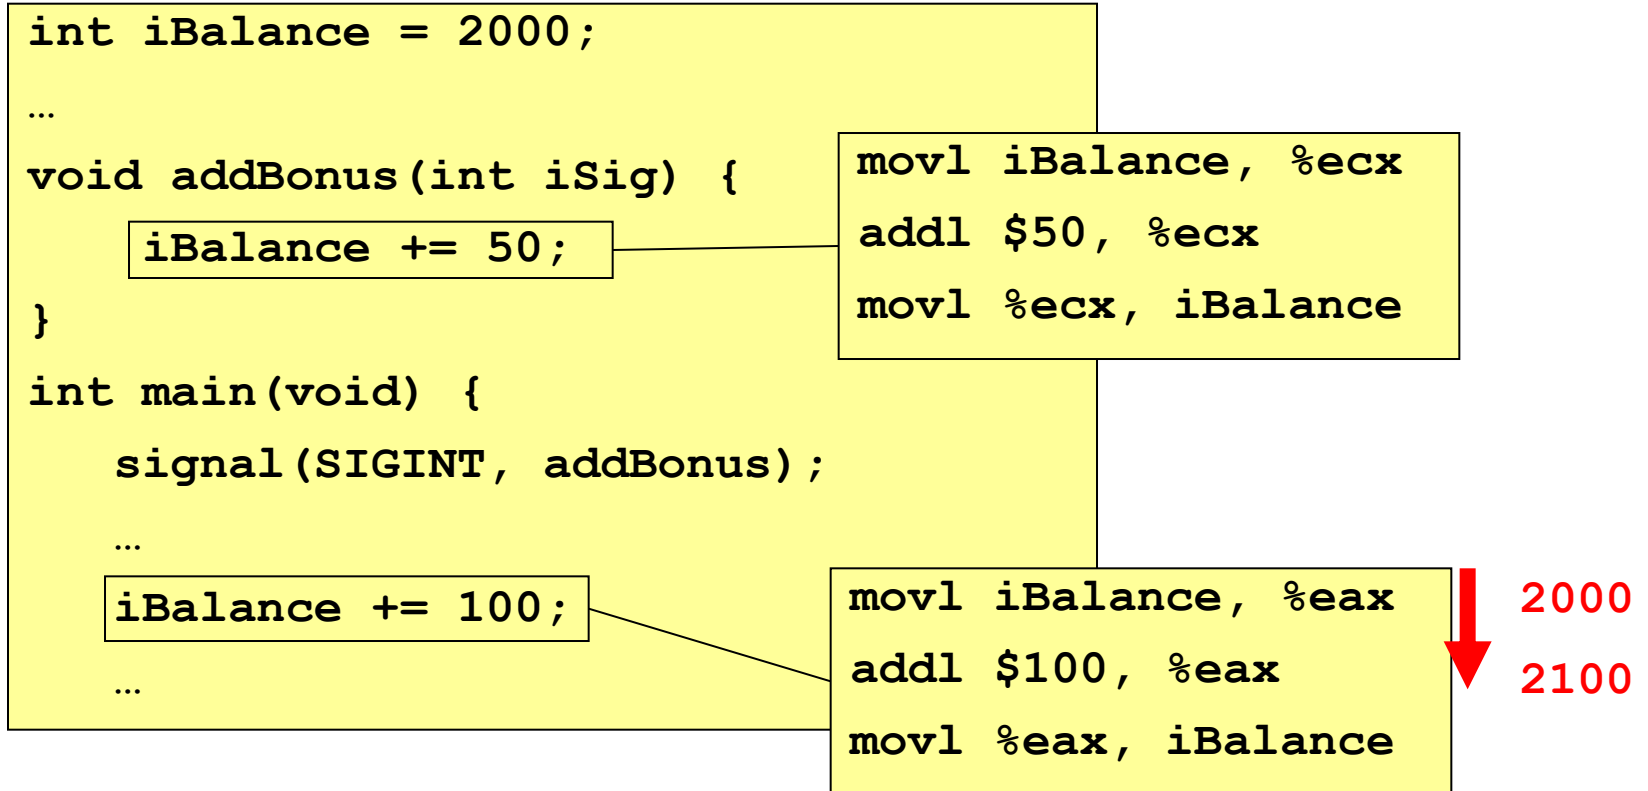 int iBalance = 2000;
…
void addBonus(int iSig) {
iBalance += 50;
}
int main(void) {
signal(SIGINT, addBonus);
…
iBalance += 100;
…
movl iBalance, %ecx
addl $50, %ecx
movl %ecx, iBalance
movl iBalance, %eax
addl $100, %eax
movl %eax, iBalance
2000
2100